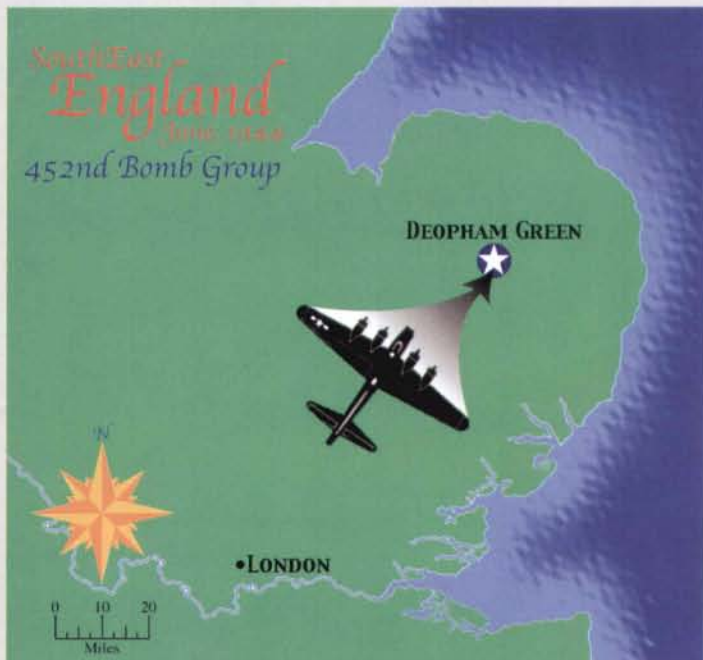 SouthEast
England
June, 1944
452nd Bomb Group
DEOPHAM GREEN
N
•LONDON
0 10 20
Miles